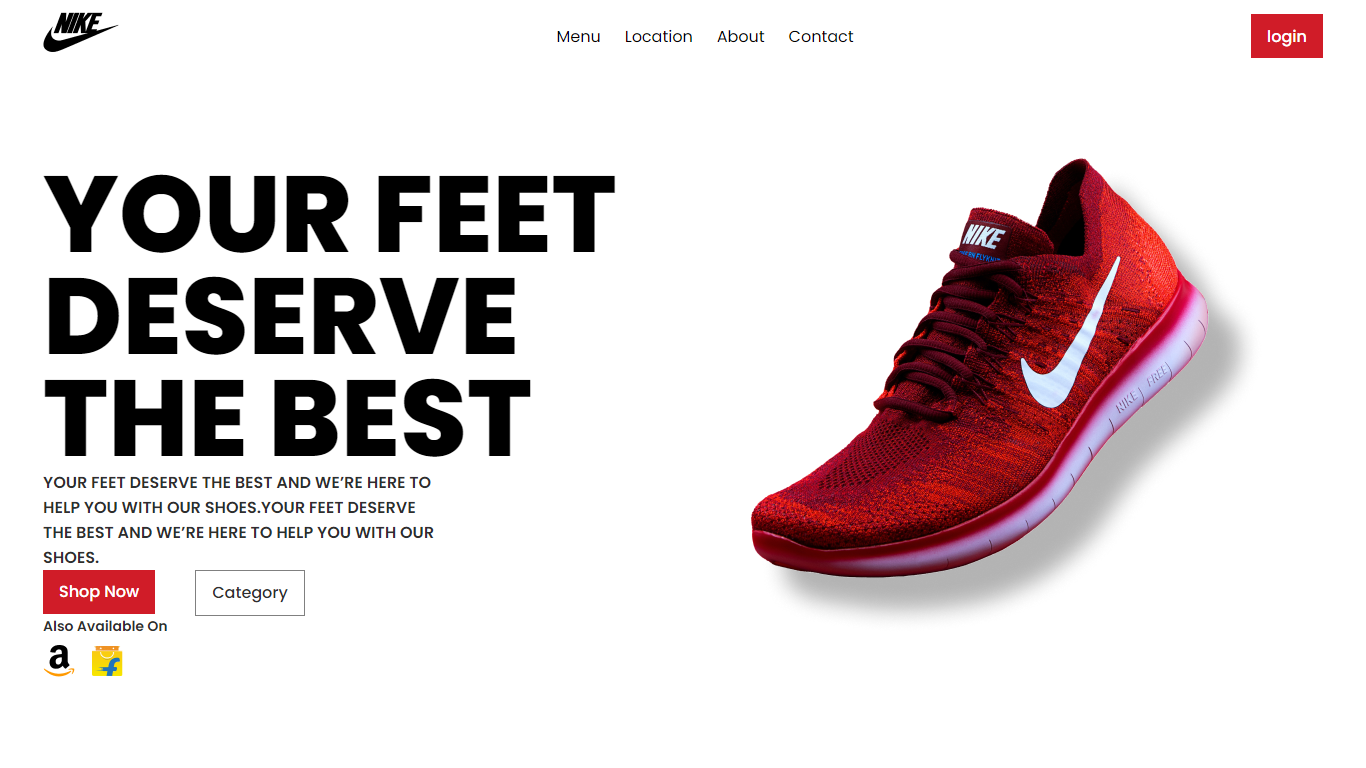 NIKE
Menu Location About Contact
login
YOUR FEET
DESERVE
THE BEST
YOUR FEET DESERVE THE BEST AND WE’RE HERE TO
HELP YOU WITH OUR SHOES.YOUR FEET DESERVE
THE BEST AND WE’RE HERE TO HELP YOU WITH OUR
SHOES.
Shop Now
Category
Also Available On
a
f
NIKE
NIKE FREE